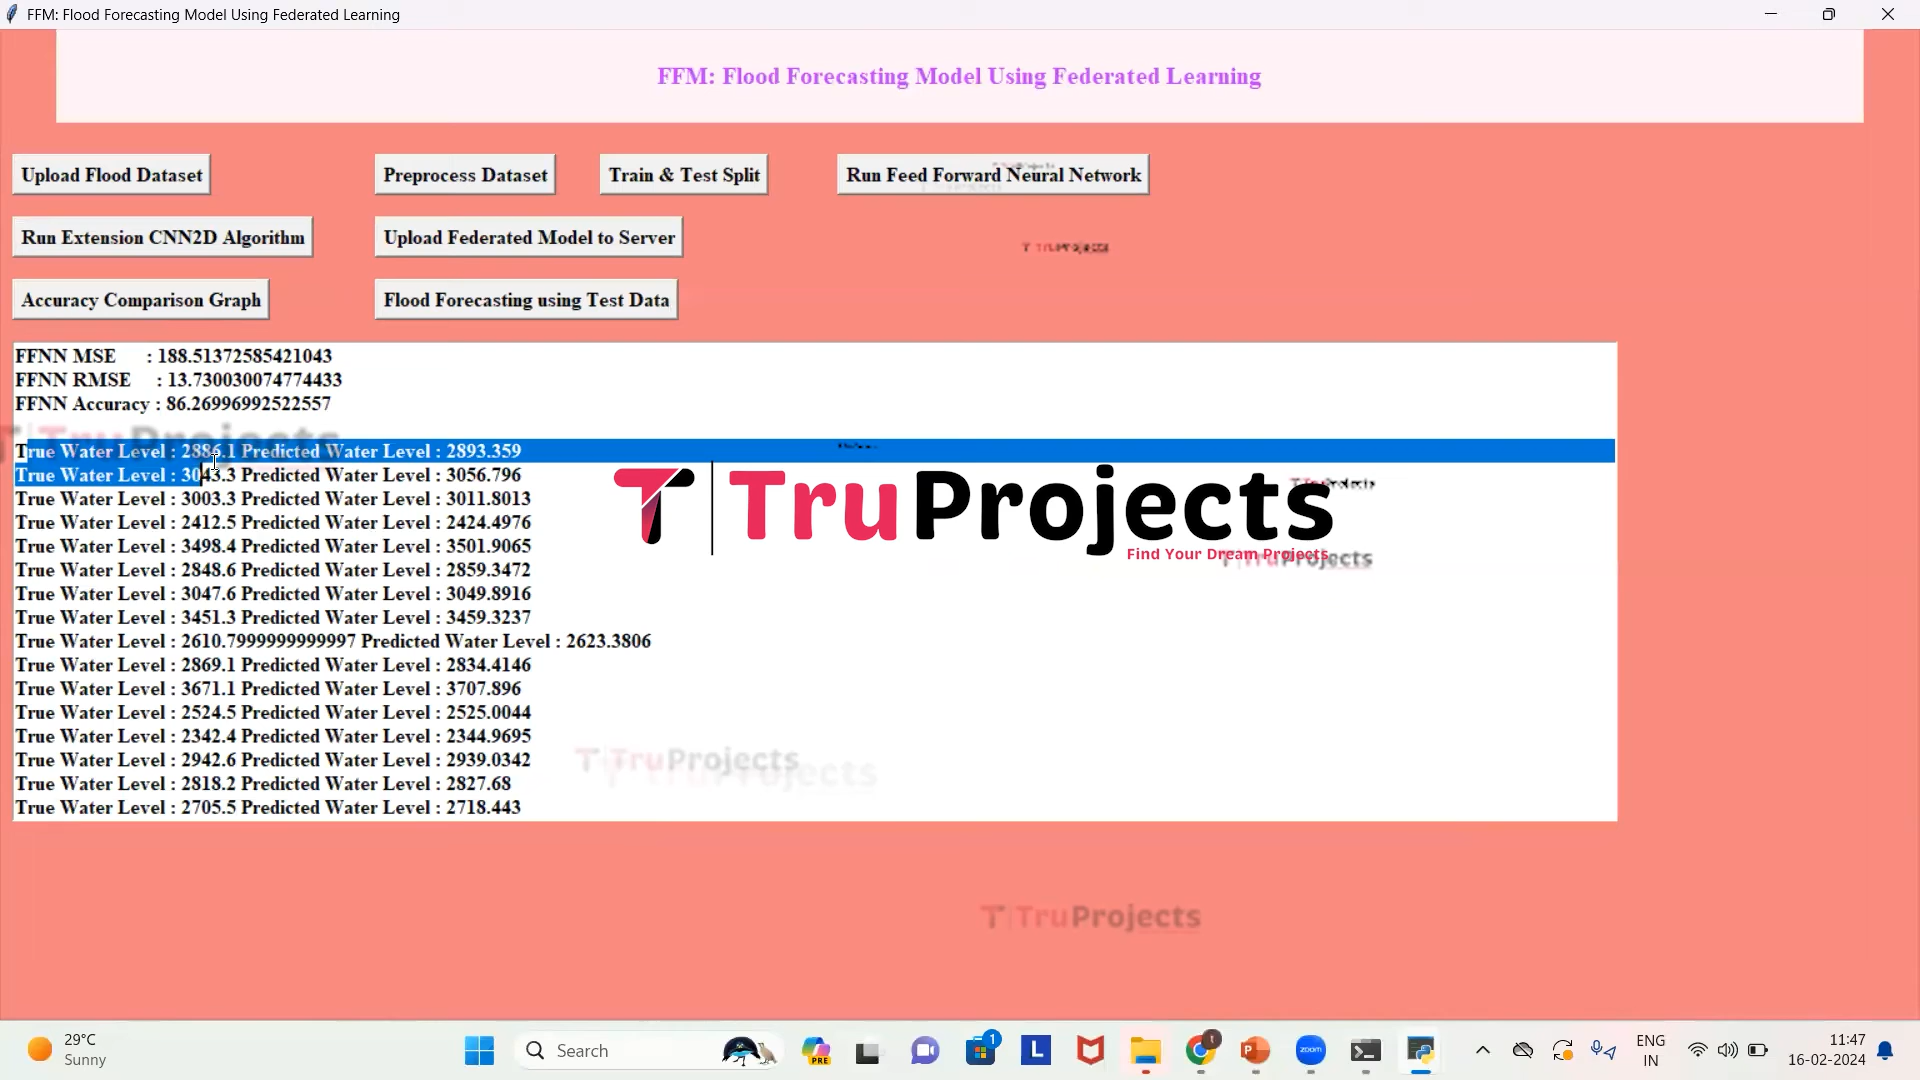 FFM: Flood Forecasting Model Using Federated Learning
FFM: Flood Forecasting Model Using Federated Learning
Upload Flood Dataset
Preprocess Dataset
Train & Test Split
Run Feed Forward Neural Network
Run Extension CNN2D Algorithm
Upload Federated Model to Server
TruProjects
Accuracy Comparison Graph
Flood Forecasting using Test Data
FFNN MSE : 188.51372585421043
FFNN RMSE : 13.730030074774433
FFNN Accuracy : 86.26996992522557
TruProjects
True Water Level : 2886.1 Predicted Water Level : 2893.359
True Water Level : 3043.3 Predicted Water Level : 3056.796
True Water Level : 3003.3 Predicted Water Level : 3011.8013
True Water Level : 2412.5 Predicted Water Level : 2424.4976
True Water Level : 3498.4 Predicted Water Level : 3501.9065
True Water Level : 2848.6 Predicted Water Level : 2859.3472
True Water Level : 3047.6 Predicted Water Level : 3049.8916
True Water Level : 3451.3 Predicted Water Level : 3459.3237
True Water Level : 2610.7999999999997 Predicted Water Level : 2623.3806
True Water Level : 2869.1 Predicted Water Level : 2834.4146
True Water Level : 3671.1 Predicted Water Level : 3707.896
True Water Level : 2524.5 Predicted Water Level : 2525.0044
True Water Level : 2342.4 Predicted Water Level : 2344.9695
True Water Level : 2942.6 Predicted Water Level : 2939.0342
True Water Level : 2818.2 Predicted Water Level : 2827.68
True Water Level : 2705.5 Predicted Water Level : 2718.443
TruProjects
Find Your Dream Projects
TruProjects
TruProjects
TruProjects
TruProjects
TruProjects
29°C
Sunny
Search
PRE
1
L
t
zoom
ENG
IN
11:47
16-02-2024